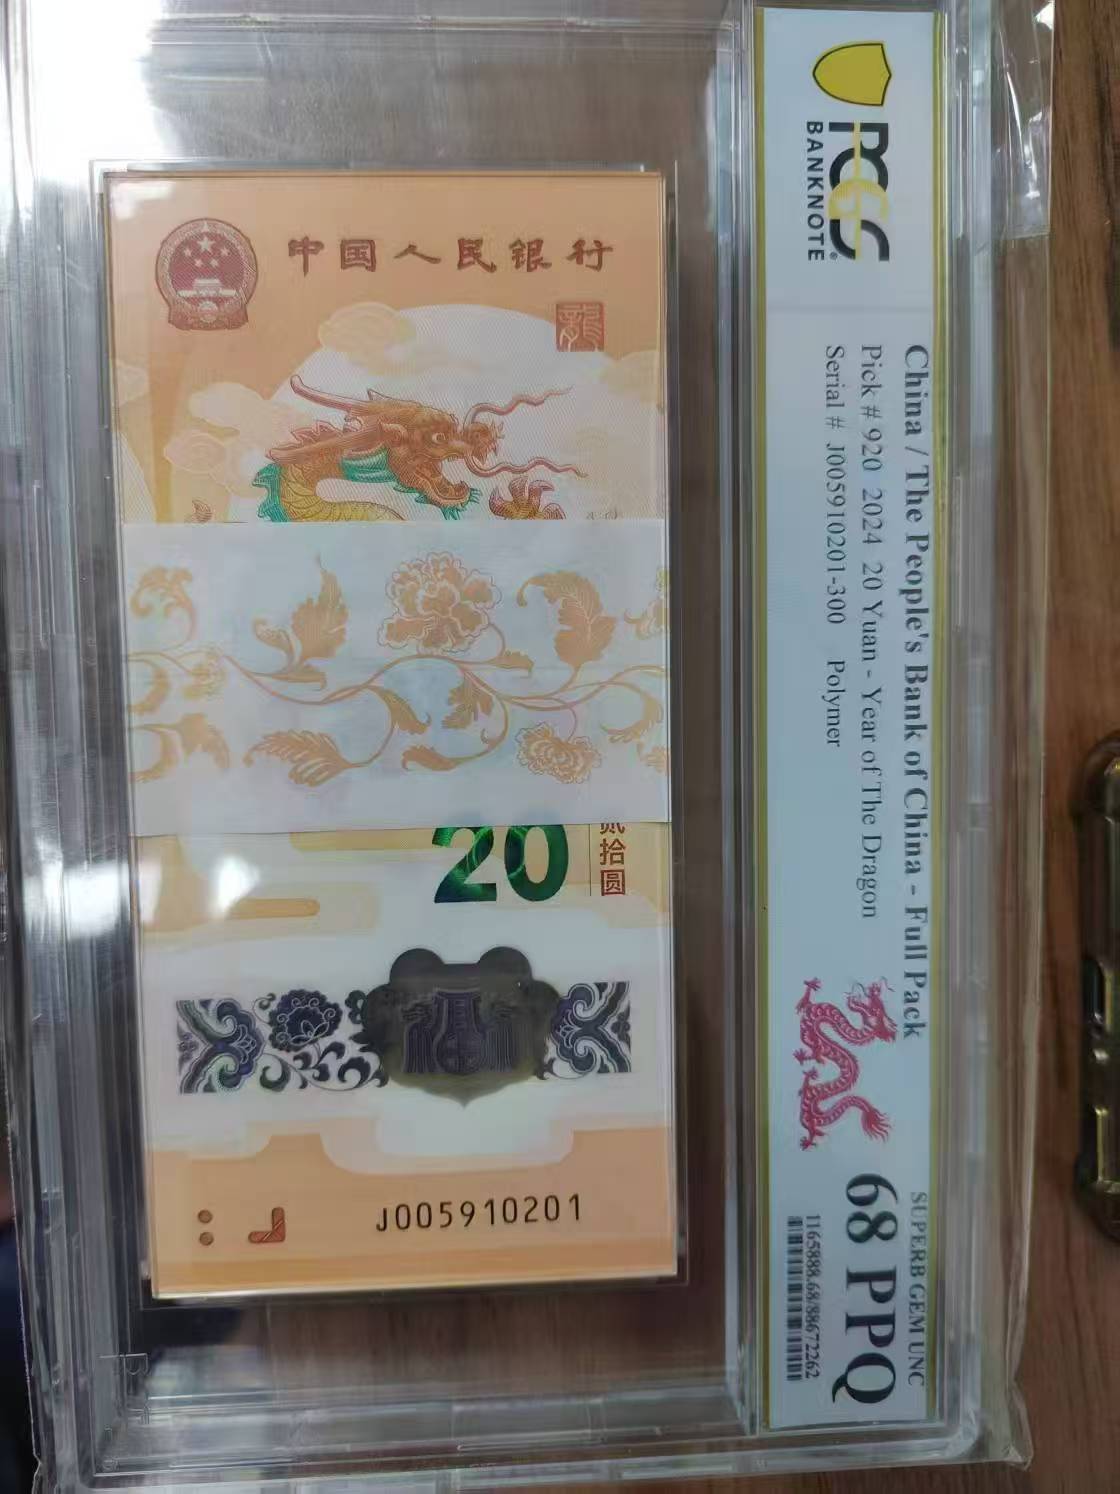 中国人民银行
龍
20
贰拾圆
J005910201
PCGS
BANKNOTE
China / The People's Bank of China - Full Pack
Pick # 920 2024 20 Yuan - Year of The Dragon
Serial # J005910201-300 Polymer
SUPERB GEM UNC
68 PPQ
1165888.68/88672262